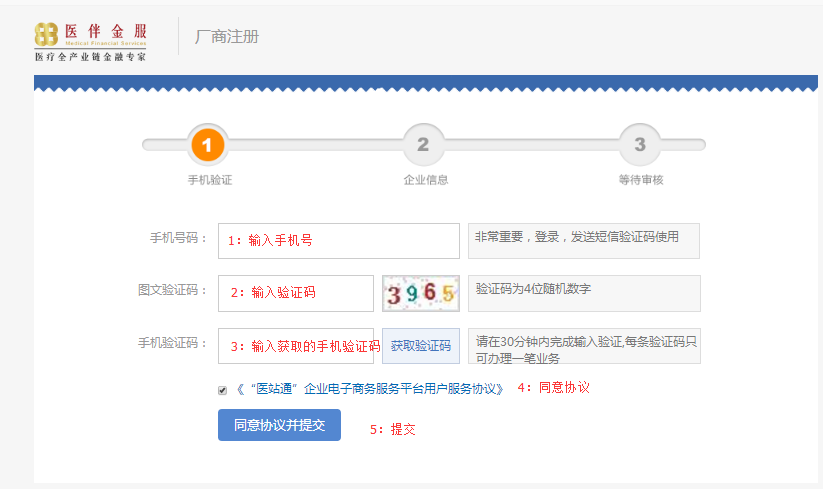 医伴金服
Medical Financial Services
医疗全产业链金融专家
厂商注册
1 2 3
手机验证 企业信息 等待审核
手机号码： 1：输入手机号 非常重要，登录，发送短信验证码使用
图文验证码： 2：输入验证码 3965 验证码为4位随机数字
手机验证码： 3：输入获取的手机验证码 获取验证码 请在30分钟内完成输入验证,每条验证码只
可办理一笔业务
《“医站通”企业电子商务服务平台用户服务协议》 4：同意协议
同意协议并提交 5：提交